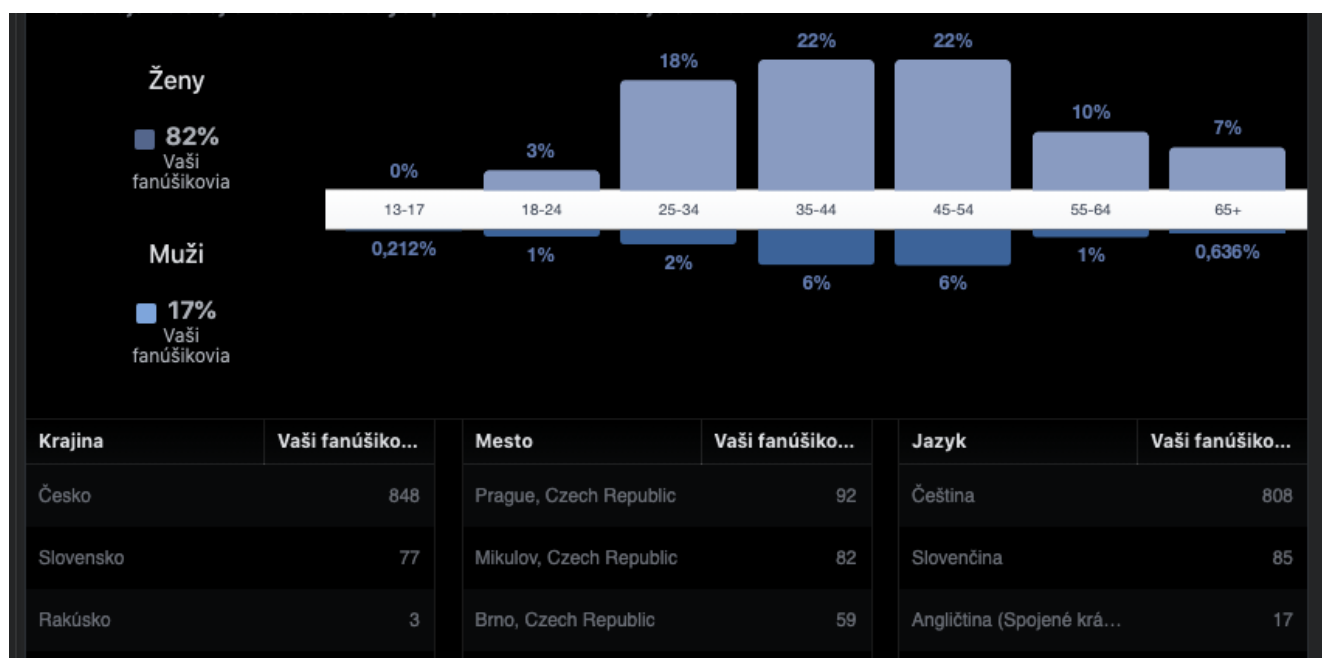 22% 22%
18%
Ženy
10%
82%
7%
3%
Vaši
0%
fanúšikovia
13-17 18-24 25-34 35-44 45-54 55-64 65+
Muži
0,212% 1% 2% 6% 6% 1% 0,636%
17%
Vaši
fanúšikovia
Krajina Vaši fanúšiko... Mesto Vaši fanúšiko... Jazyk Vaši fanúšiko...
Česko 848 Prague, Czech Republic 92 Čeština 808
Slovensko 77 Mikulov, Czech Republic 82 Slovenčina 85
Rakúsko 3 Brno, Czech Republic 59 Angličtina (Spojené krá... 17